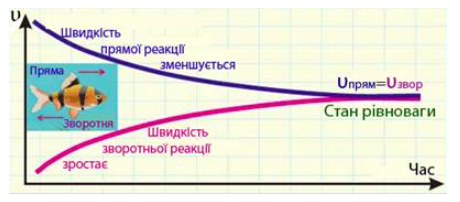 υ
Швидкість
прямої реакції
зменшується
Пряма
Зворотня
υпрям=υзвор
Стан рівноваги
Швидкість
зворотньої реакції
зростає
Час